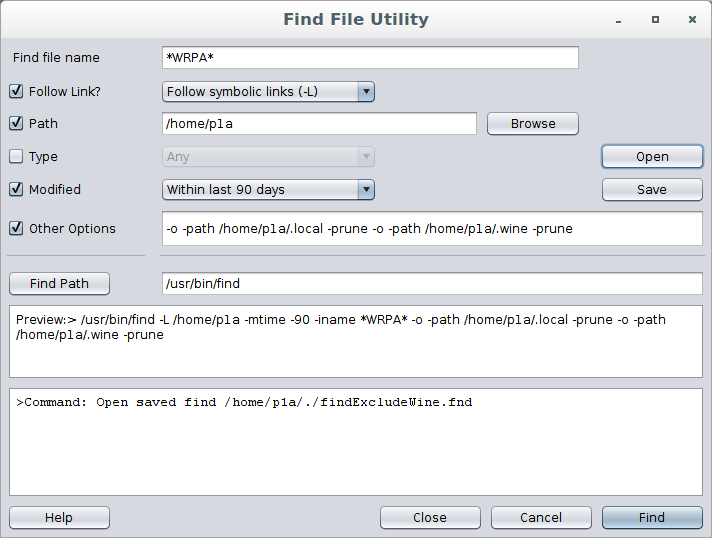 Find File Utility
Find file name
*WRPA*
Follow Link?
Follow symbolic links (-L)
Path
/home/p1a
Browse
Type
Any
Open
Modified
Within last 90 days
Save
Other Options
-o -path /home/p1a/.local -prune -o -path /home/p1a/.wine -prune
Find Path
/usr/bin/find
Preview:> /usr/bin/find -L /home/p1a -mtime -90 -iname *WRPA* -o -path /home/p1a/.local -prune -o -path
/home/p1a/.wine -prune
>Command: Open saved find /home/p1a/./findExcludeWine.fnd
Help
Close
Cancel
Find